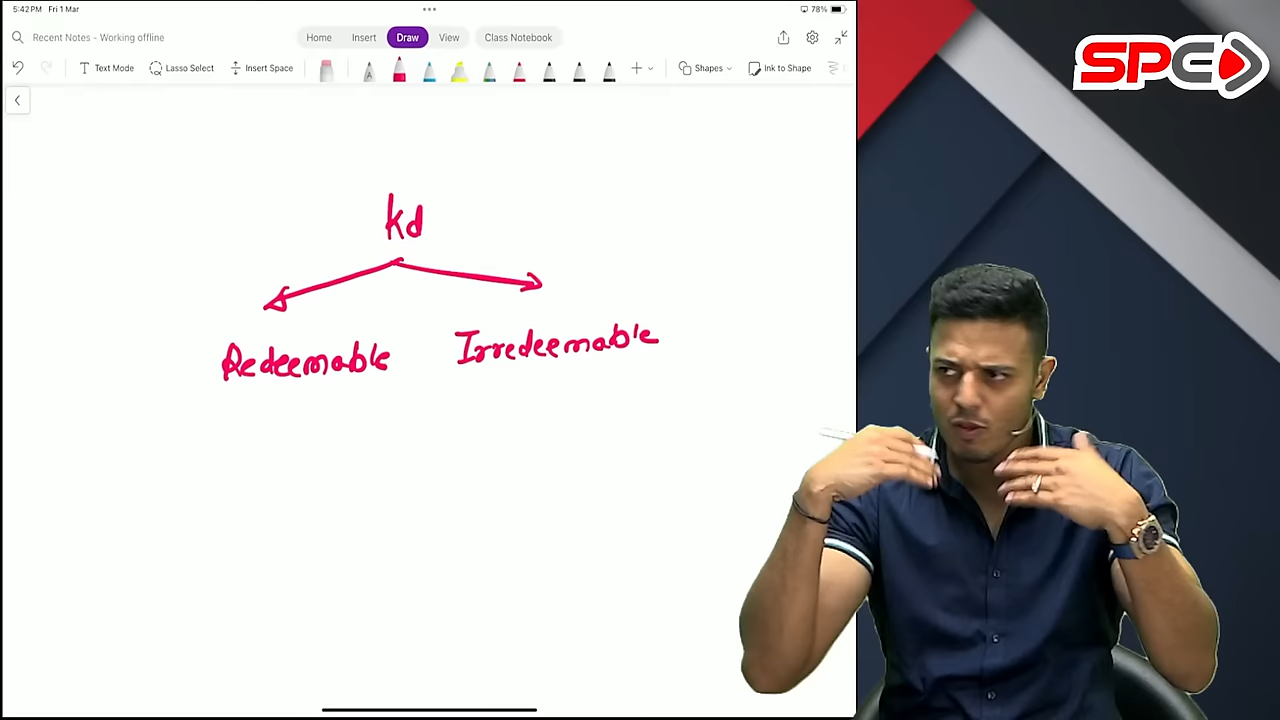 5:42 PM Fri 1 Mar
78%
Recent Notes - Working offline
Home Insert Draw View Class Notebook
Text Mode Lasso Select Insert Space Shapes Ink to Shape
SPE
kd
Redeemable Irredeemable